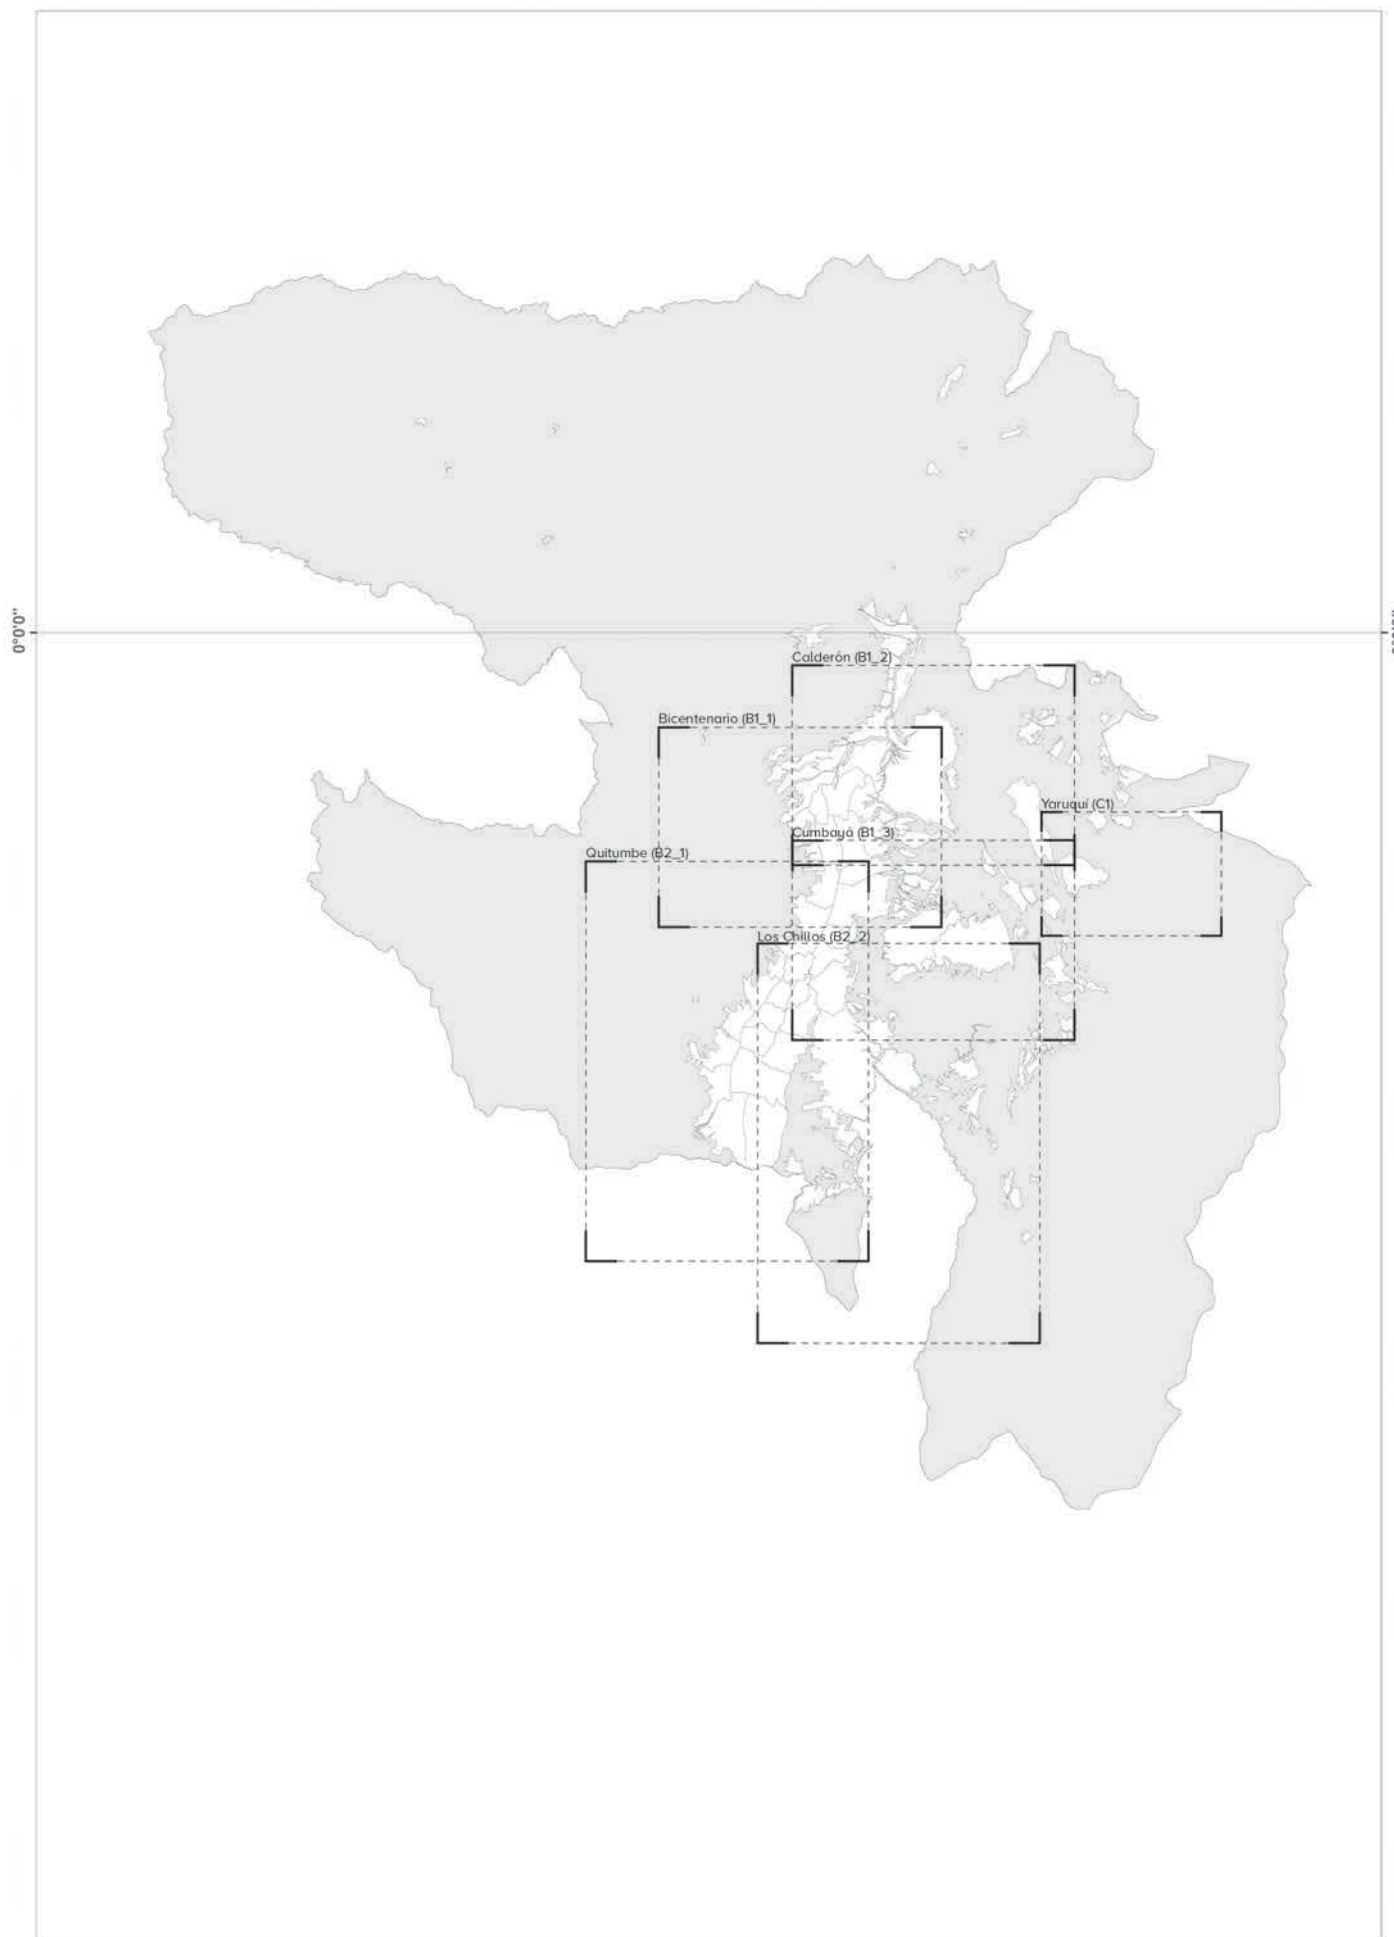 0°0'0"
Calderón (B1_2)
Bicentenario (B1_1)
Yaruquí (C1)
Cumbayá (B1_3)
Quitumbe (B2_1)
Los Chillos (B2_2)